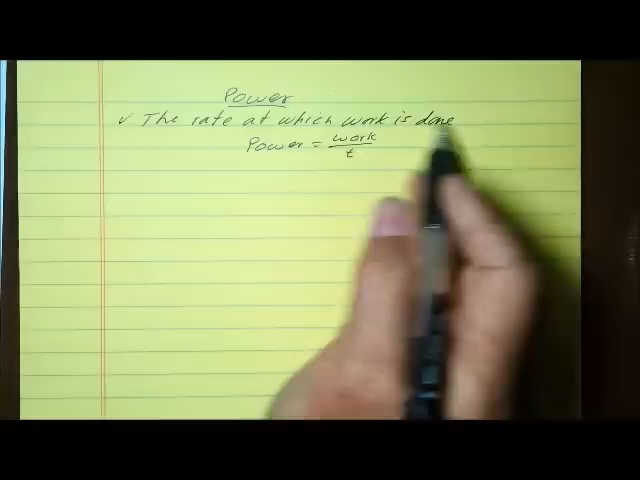 Power
✓ The rate at which work is done
Power = work/t